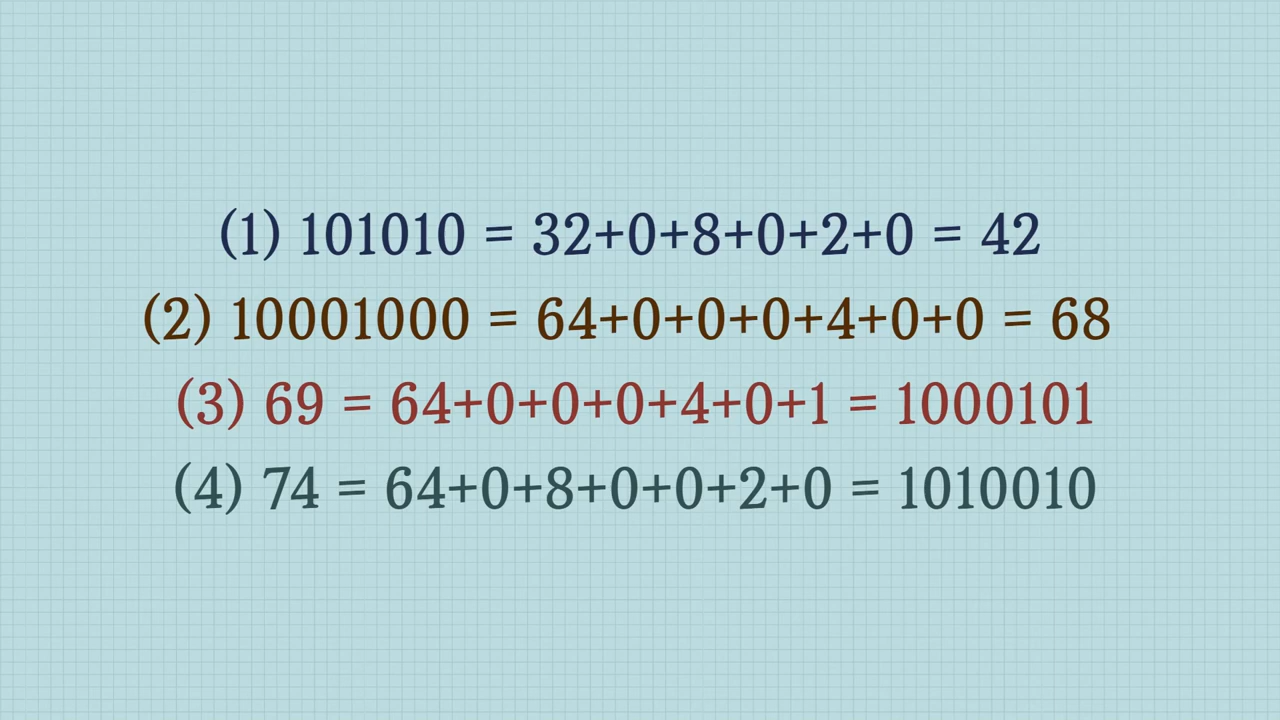 (1) 101010 = 32+0+8+0+2+0 = 42
(2) 10001000 = 64+0+0+0+4+0+0 = 68
(3) 69 = 64+0+0+0+4+0+1 = 1000101
(4) 74 = 64+0+8+0+0+2+0 = 1010010